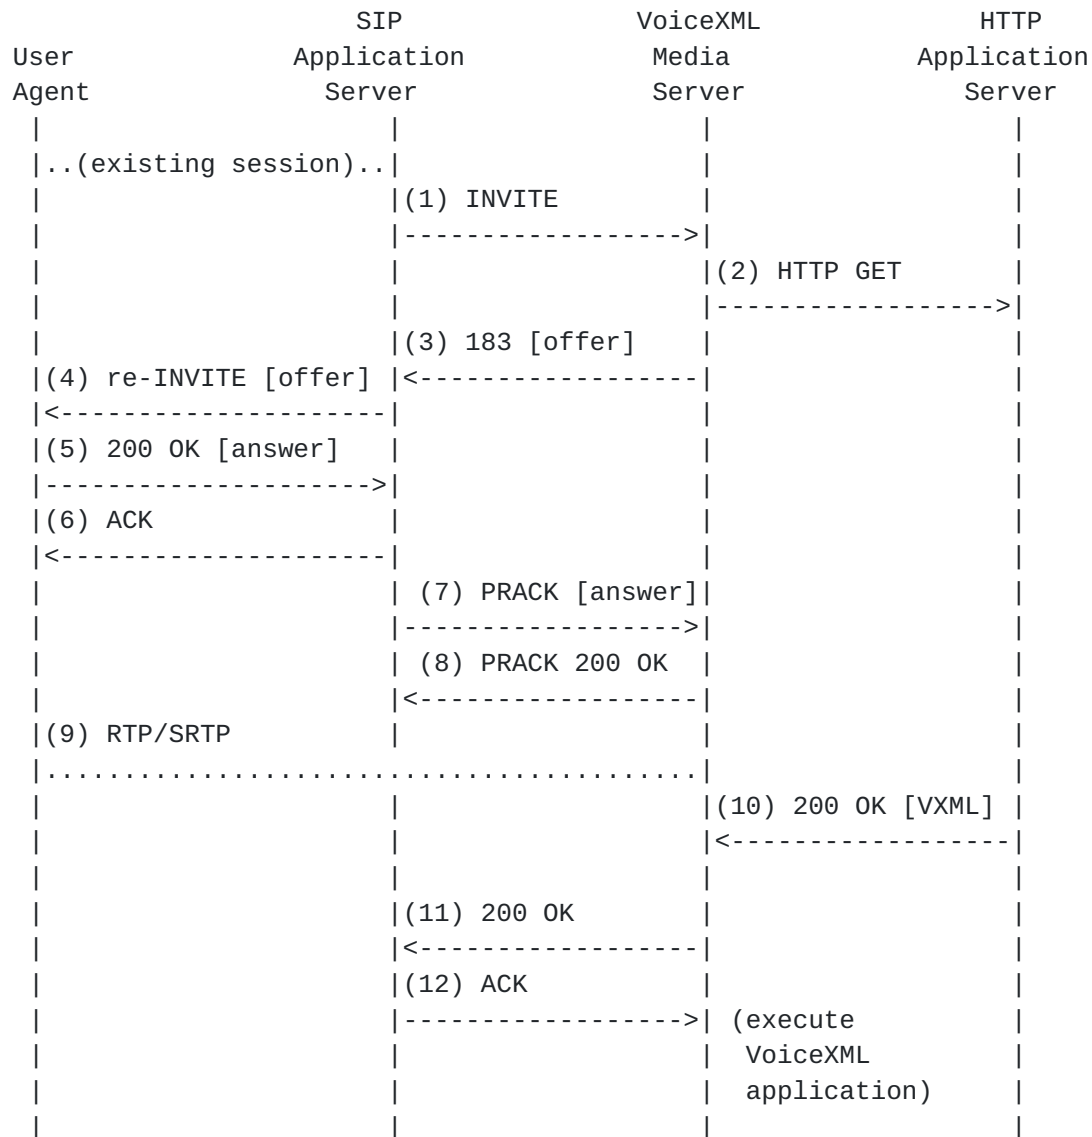 SIP              VoiceXML              HTTP
User              Application            Media            Application
Agent               Server               Server              Server
 |                      |                   |                   |
 |..(existing session)..|                   |                   |
 |                      |(1) INVITE         |                   |
 |                      |------------------>|                   |
 |                      |                   |(2) HTTP GET       |
 |                      |                   |------------------>|
 |                      |(3) 183 [offer]    |                   |
 |(4) re-INVITE [offer] |<------------------|                   |
 |<---------------------|                   |                   |
 |(5) 200 OK [answer]   |                   |                   |
 |--------------------->|                   |                   |
 |(6) ACK               |                   |                   |
 |<---------------------|                   |                   |
 |                      | (7) PRACK [answer]|                   |
 |                      |------------------>|                   |
 |                      | (8) PRACK 200 OK  |                   |
 |                      |<------------------|                   |
 |(9) RTP/SRTP          |                   |                   |
 |..........................................|                   |
 |                      |                   |(10) 200 OK [VXML] |
 |                      |                   |<------------------|
 |                      |                   |                   |
 |                      |(11) 200 OK        |                   |
 |                      |<------------------|                   |
 |                      |(12) ACK           |                   |
 |                      |------------------>| (execute          |
 |                      |                   |  VoiceXML         |
 |                      |                   |  application)     |
 |                      |                   |                   |